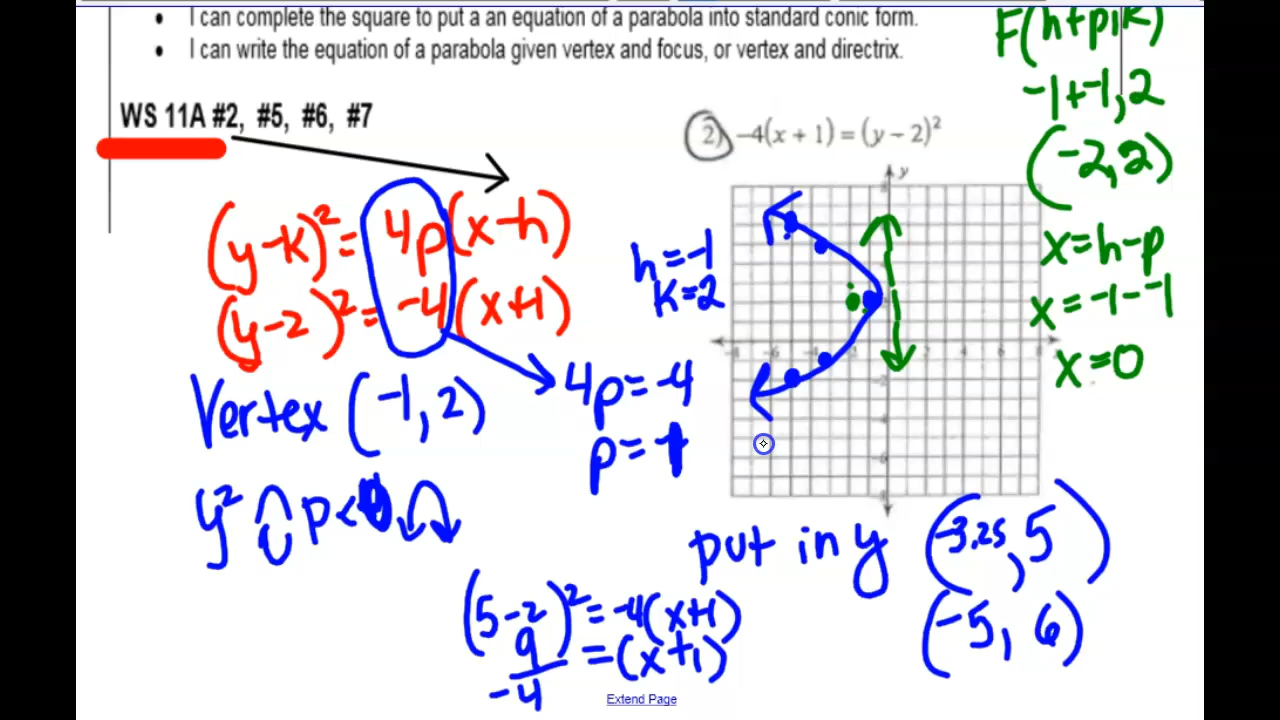 • I can complete the square to put a an equation of a parabola into standard conic form.
• I can write the equation of a parabola given vertex and focus, or vertex and directrix.
WS 11A #2, #5, #6, #7
2) -4(x + 1) = (y - 2)²
F(h+p,k)
-1+-1,2
(-2,2)
x=h-p
x=-1--1
x=0
(y-k)²= 4p(x-h)
(y-2)²= -4(x+1)
h=-1
k=2
Vertex (-1,2)
4p=-4
p=-1
y² p<0
put in y (-3.25, 5)
(-5, 6)
(5-2)²=-4(x+1)
9
-4 =(x+1)
y
Extend Page